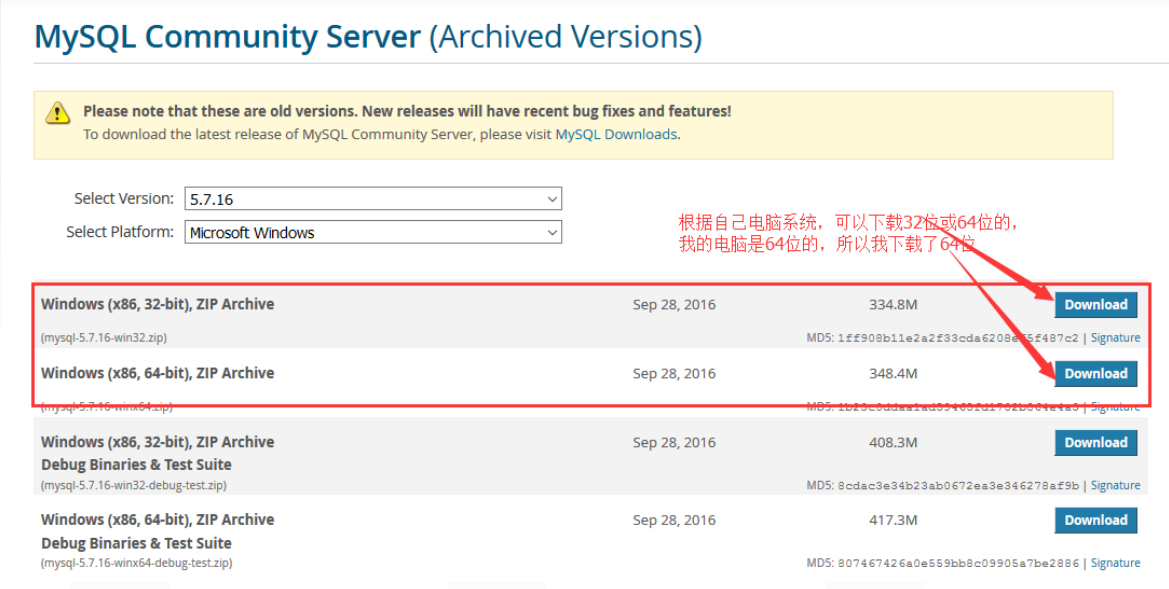 MySQL Community Server (Archived Versions)
Please note that these are old versions. New releases will have recent bug fixes and features!
To download the latest release of MySQL Community Server, please visit MySQL Downloads.
Select Version: 5.7.16
Select Platform: Microsoft Windows
根据自己电脑系统，可以下载32位或64位的，
我的电脑是64位的，所以我下载了64位
Windows (x86, 32-bit), ZIP Archive Sep 28, 2016 334.8M Download
(mysql-5.7.16-win32.zip) MD5: | Signature
Windows (x86, 64-bit), ZIP Archive Sep 28, 2016 348.4M Download
(mysql-5.7.16-winx64.zip) MD5: | Signature
Windows (x86, 32-bit), ZIP Archive Sep 28, 2016 408.3M Download
Debug Binaries & Test Suite
(mysql-5.7.16-win32-debug-test.zip) MD5: 8cdac3e34b23ab0672ea3e346278af9b | Signature
Windows (x86, 64-bit), ZIP Archive Sep 28, 2016 417.3M Download
Debug Binaries & Test Suite
(mysql-5.7.16-winx64-debug-test.zip) MD5: 807467426a0e559bb8c09905a7be2886 | Signature